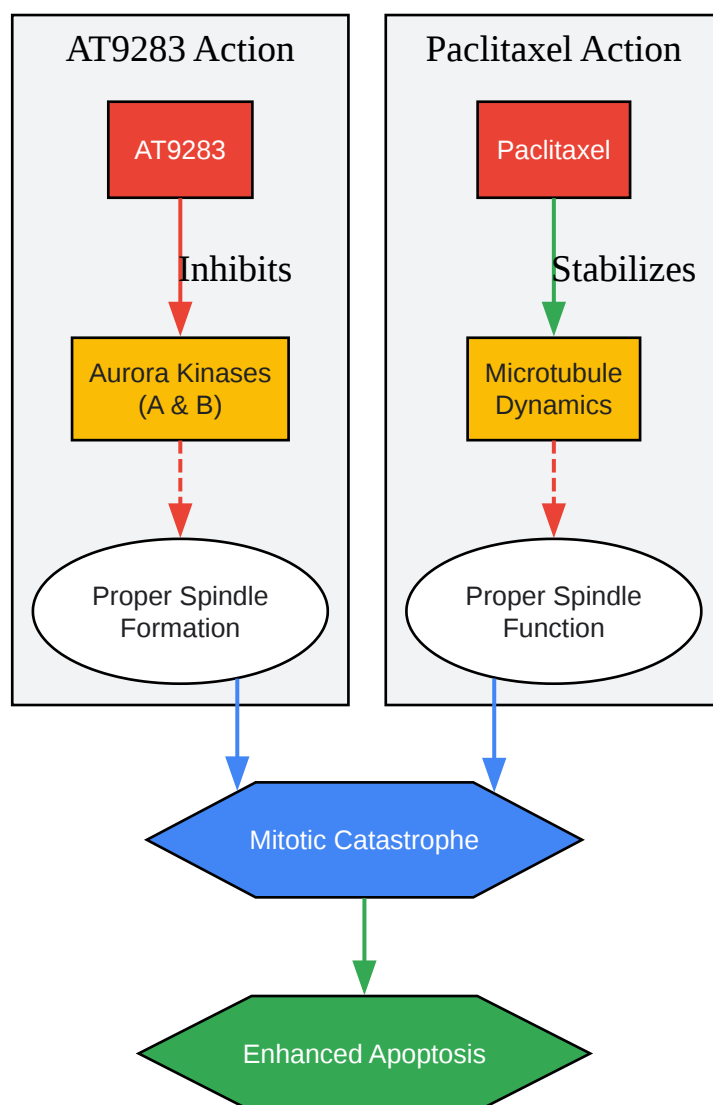 AT9283 Action
AT9283
Inhibits
Aurora Kinases
(A & B)
Proper Spindle
Formation
Paclitaxel Action
Paclitaxel
Stabilizes
Microtubule
Dynamics
Proper Spindle
Function
Mitotic Catastrophe
Enhanced Apoptosis